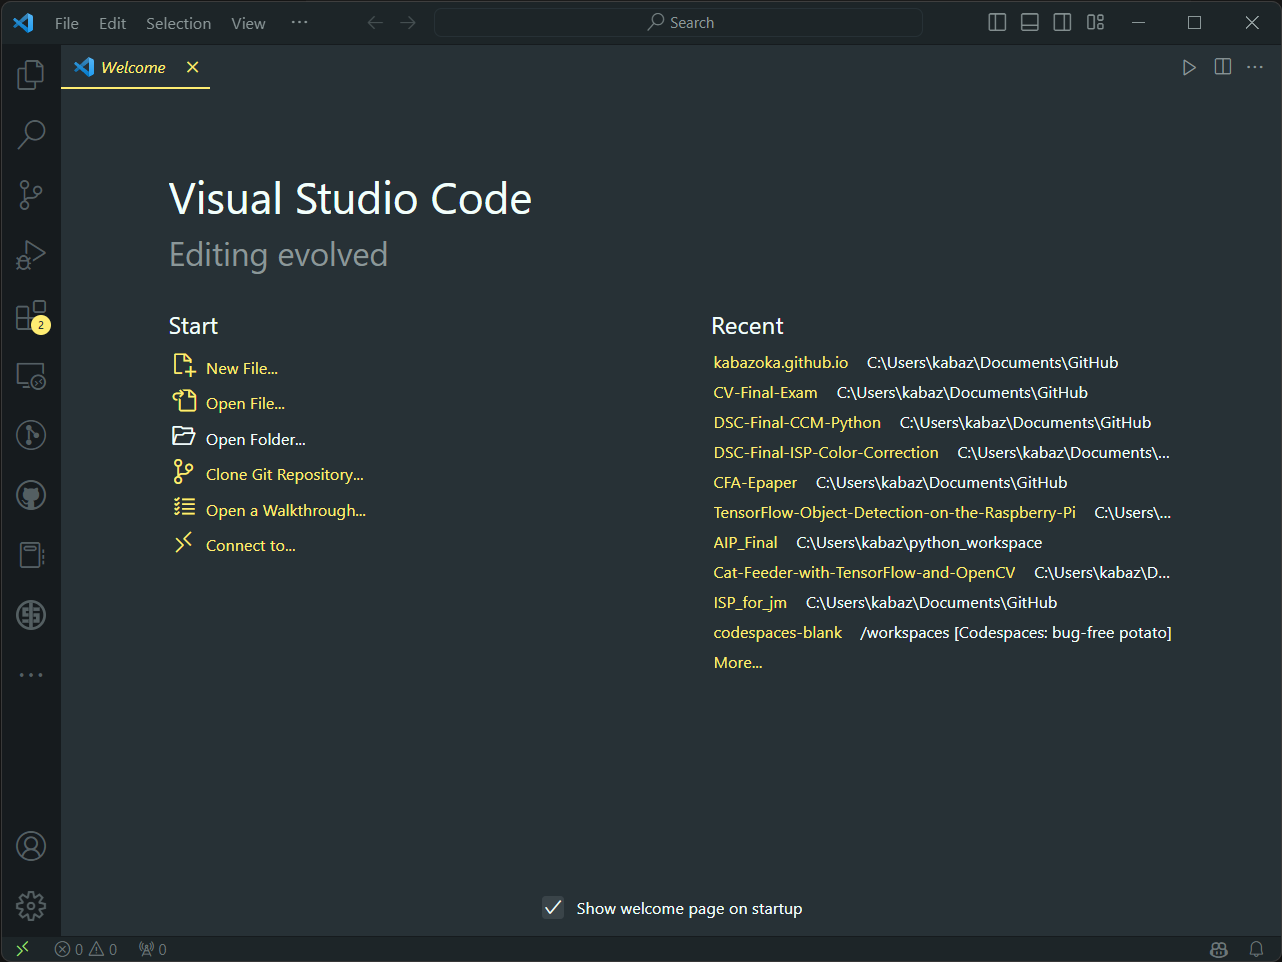 File Edit Selection View ··· Search
Welcome
Visual Studio Code
Editing evolved
Start
New File...
Open File...
Open Folder...
Clone Git Repository...
Open a Walkthrough...
Connect to...
Recent
kabazoka.github.io C:\Users\kabaz\Documents\GitHub
CV-Final-Exam C:\Users\kabaz\Documents\GitHub
DSC-Final-CCM-Python C:\Users\kabaz\Documents\GitHub
DSC-Final-ISP-Color-Correction C:\Users\kabaz\Documents\...
CFA-Epaper C:\Users\kabaz\Documents\GitHub
TensorFlow-Object-Detection-on-the-Raspberry-Pi C:\Users\...
AIP_Final C:\Users\kabaz\python_workspace
Cat-Feeder-with-TensorFlow-and-OpenCV C:\Users\kabaz\D...
ISP_for_jm C:\Users\kabaz\Documents\GitHub
codespaces-blank /workspaces [Codespaces: bug-free potato]
More...
2
Show welcome page on startup
0 0 0